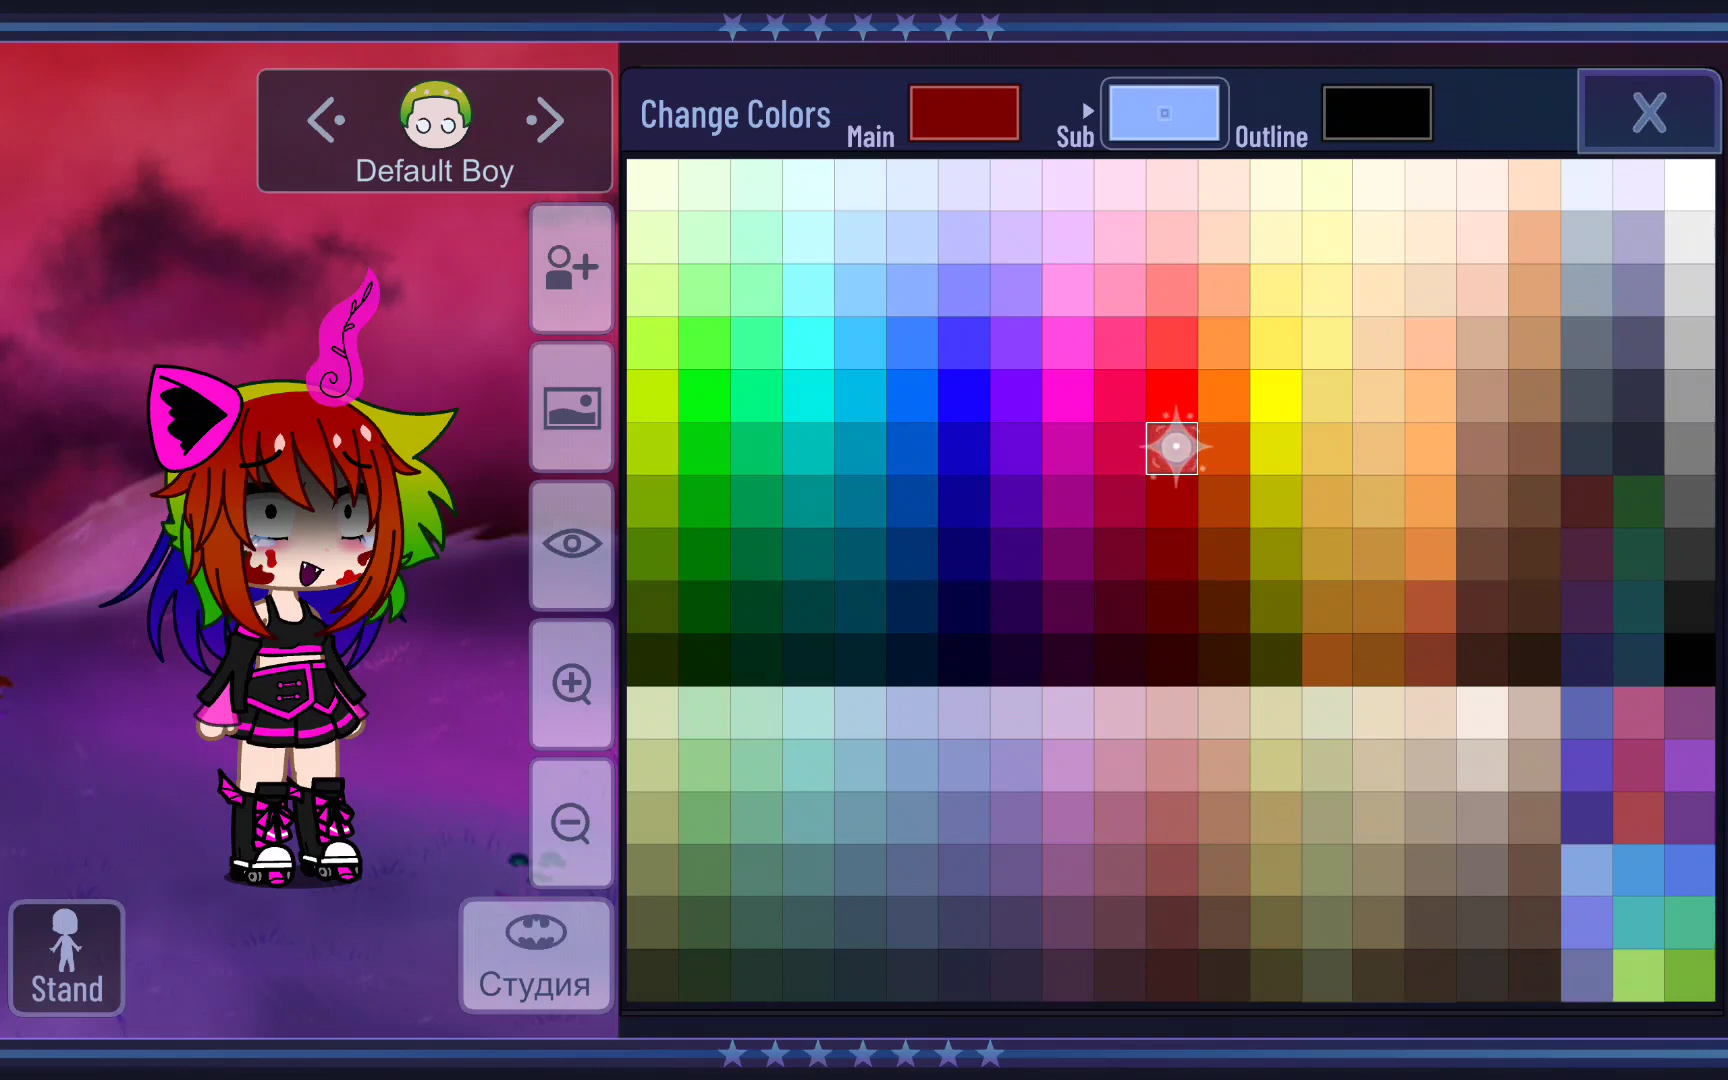 Change Colors
Main
Sub
Outline
X
Default Boy
Stand
Студия